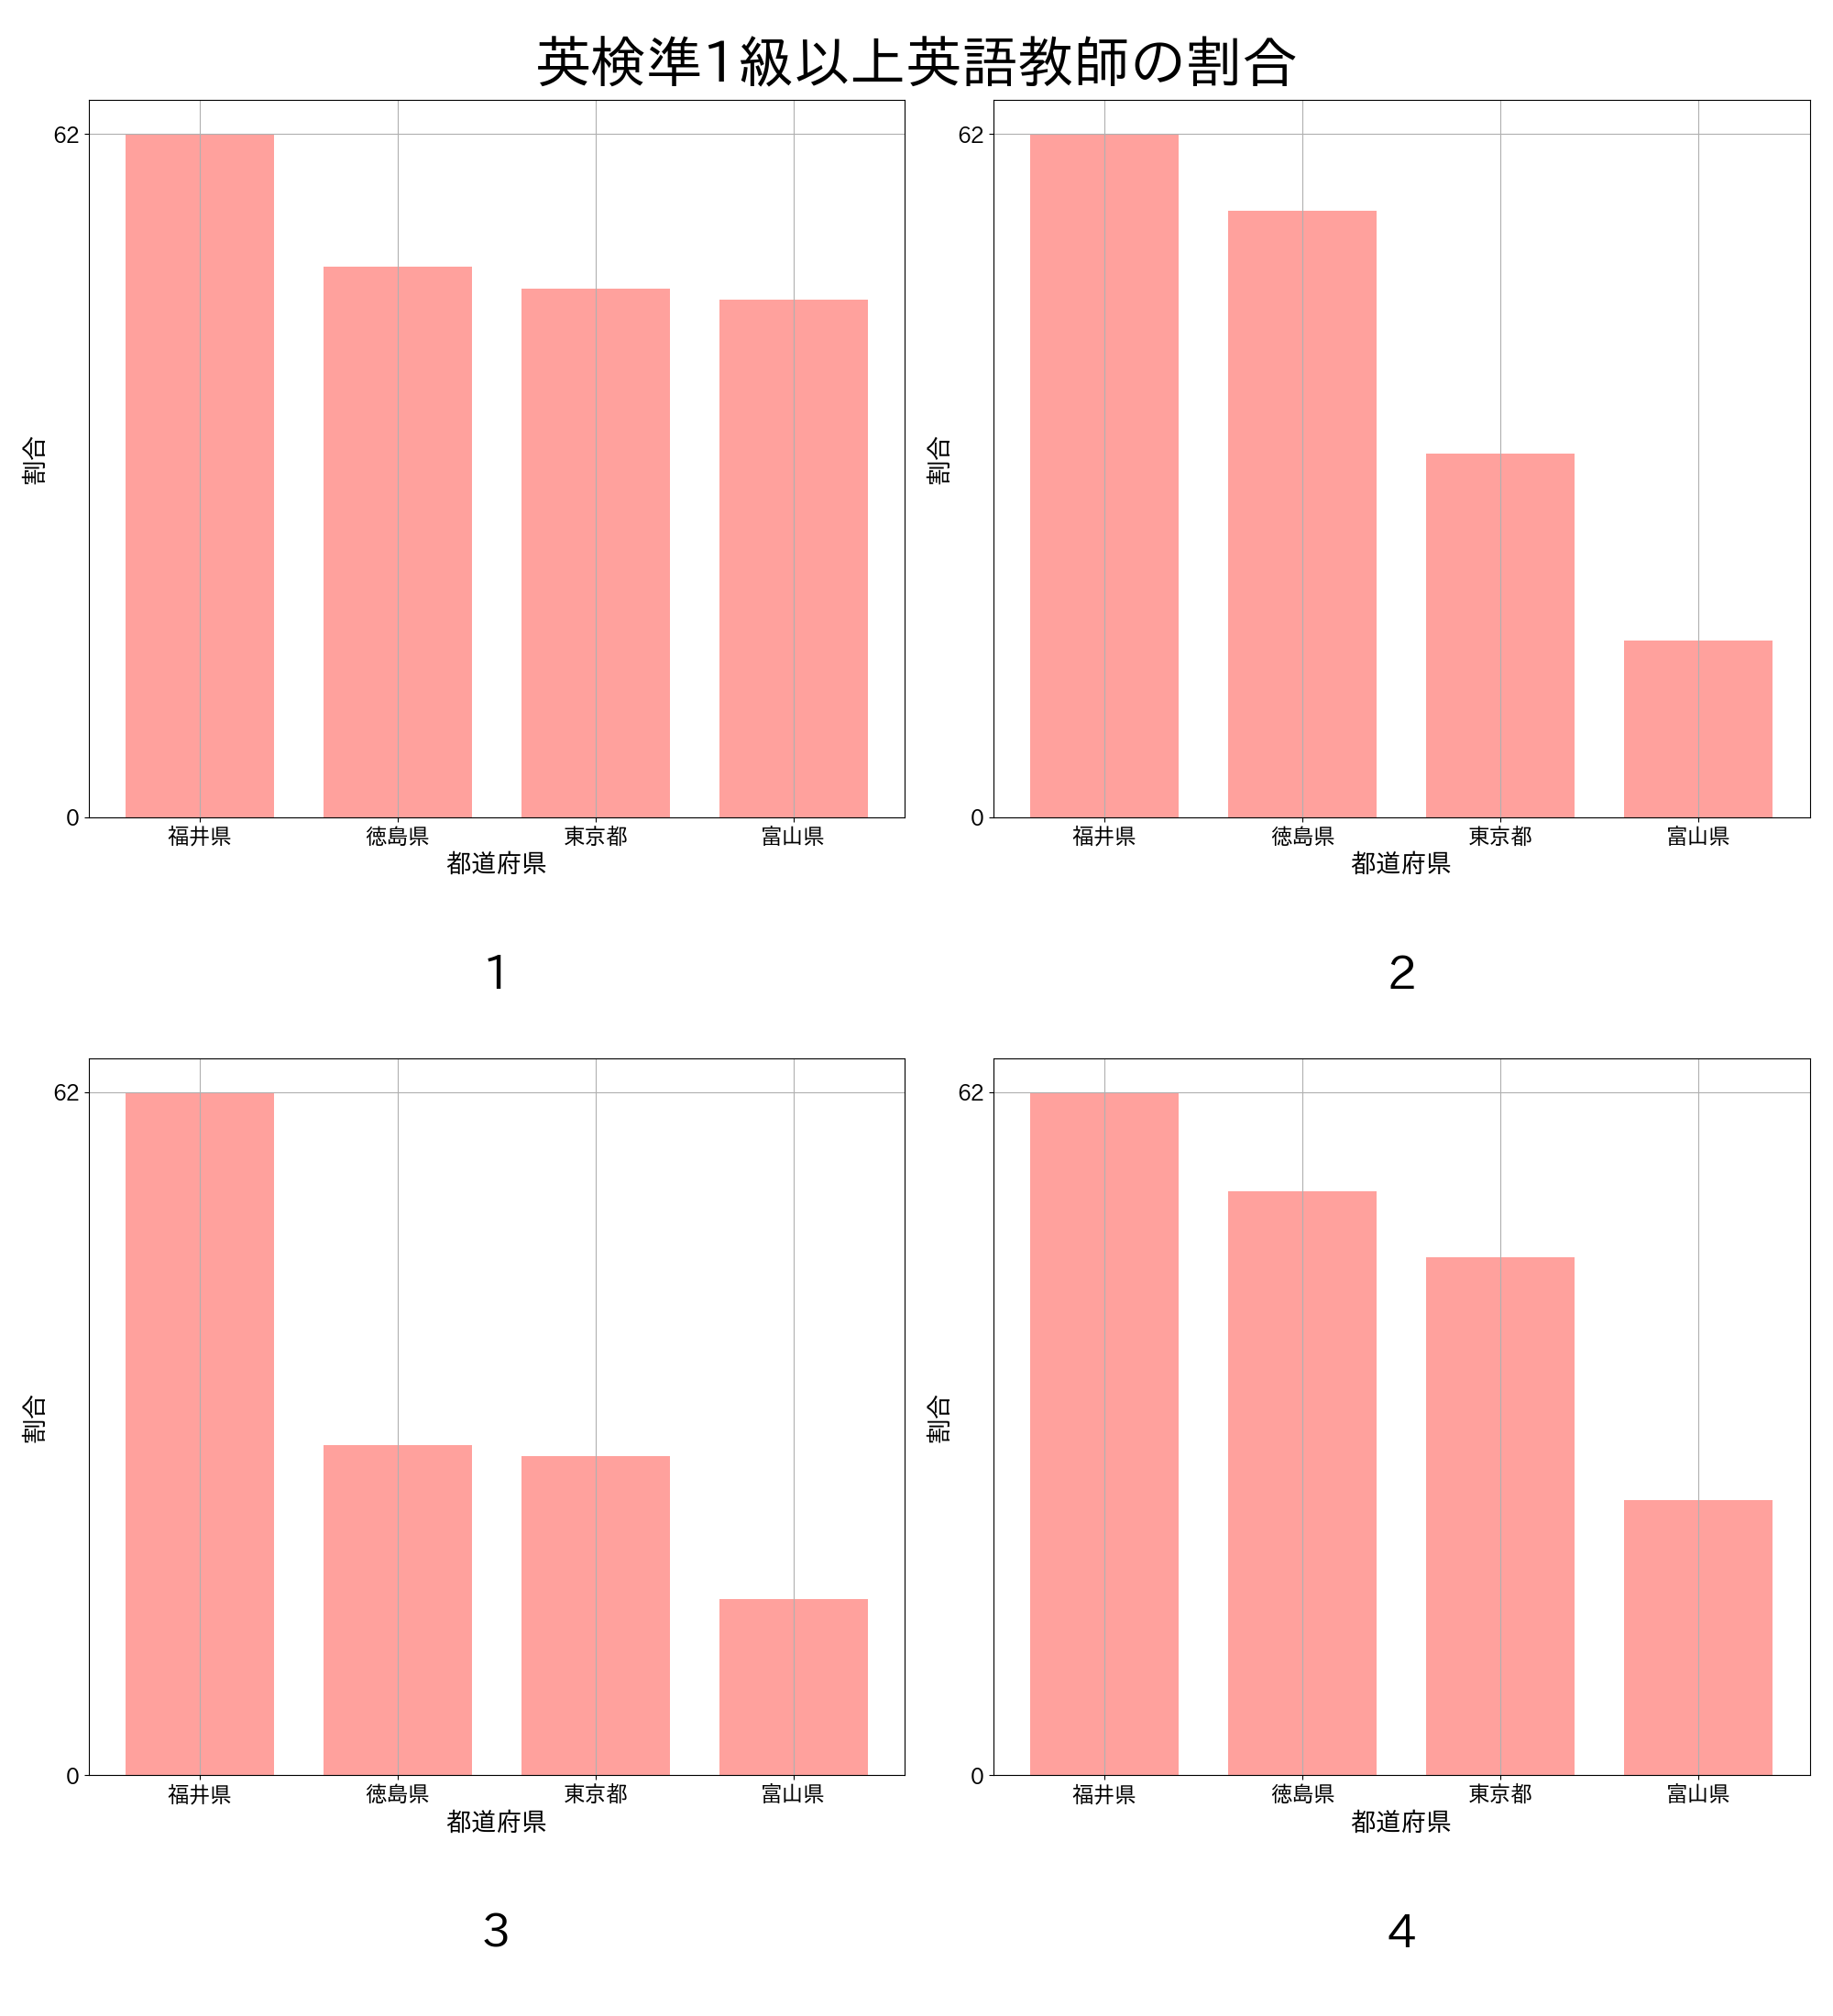 英検準1級以上英語教師の割合
62
0
割合
福井県 徳島県 東京都 富山県
都道府県
1
62
0
割合
福井県 徳島県 東京都 富山県
都道府県
2
62
0
割合
福井県 徳島県 東京都 富山県
都道府県
3
62
0
割合
福井県 徳島県 東京都 富山県
都道府県
4